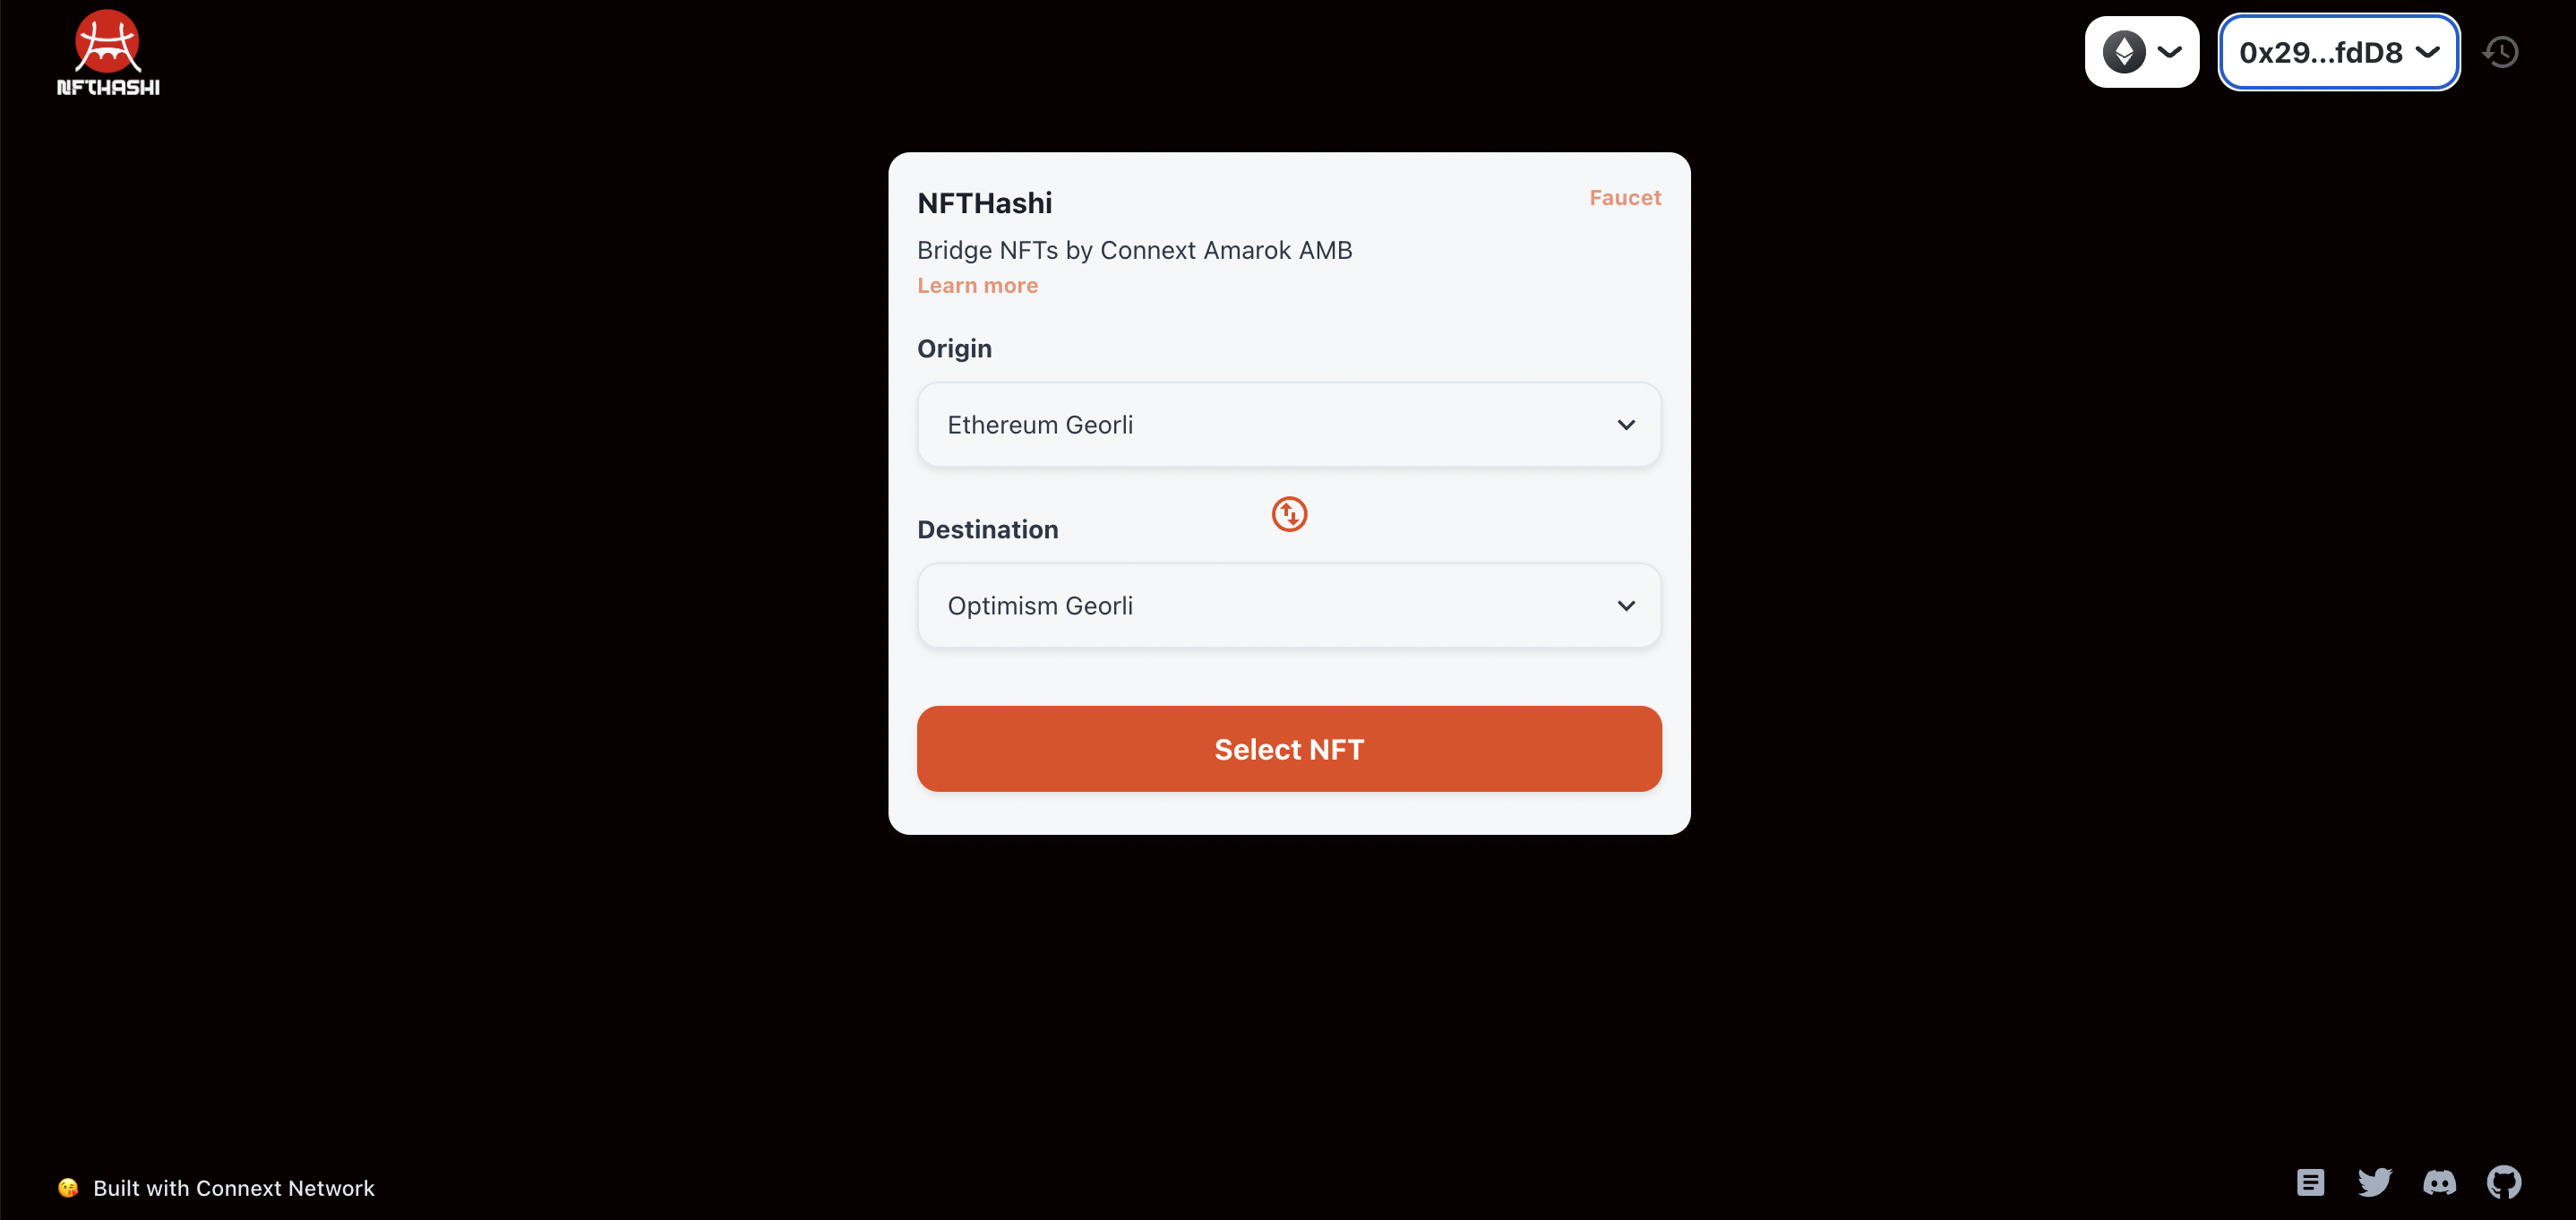 NFTHASHI
0x29...fdD8
NFTHashi
Faucet
Bridge NFTs by Connext Amarok AMB
Learn more
Origin
Ethereum Georli
Destination
Optimism Georli
Select NFT
Built with Connext Network